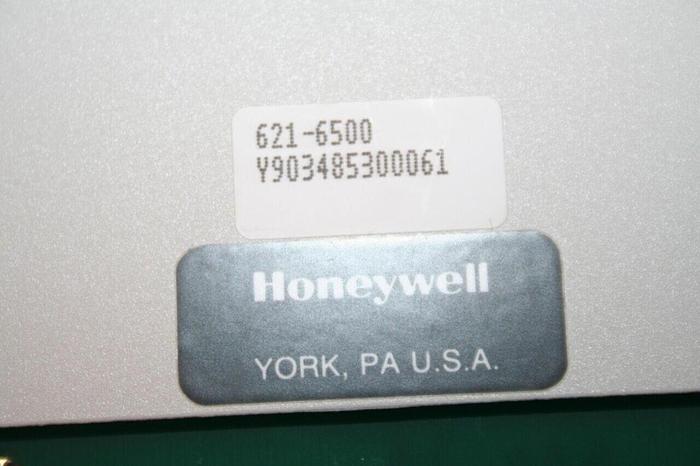 621-6500
Y903485300061
Honeywell
YORK, PA U.S.A.